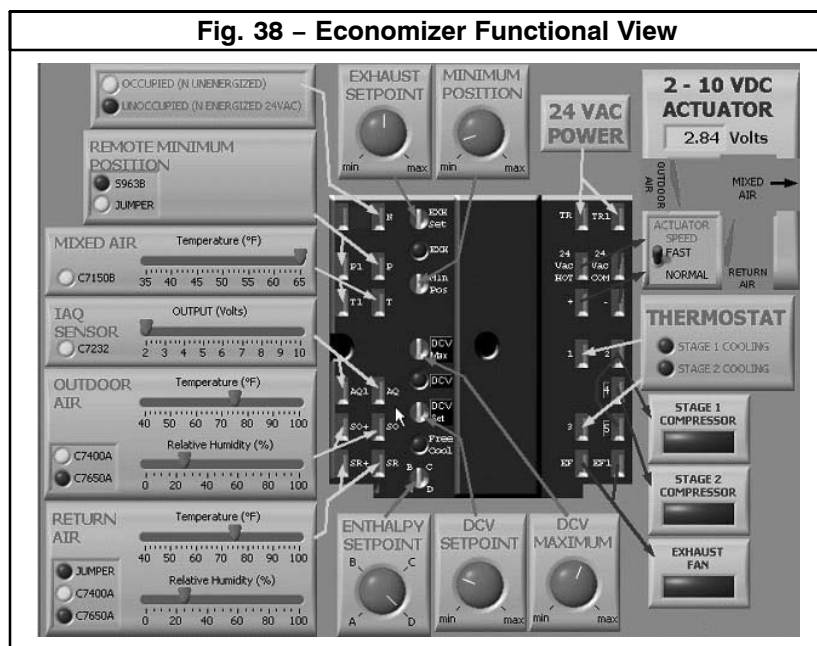 Fig. 38 – Economizer Functional View
OCCUPIED (N UNENERGIZED)
UNOCCUPIED (N ENERGIZED 24VAC)
REMOTE MINIMUM
POSITION
S963B
JUMPER
MIXED AIR
Temperature (°F)
C7150B
35 40 45 50 55 60 65
IAQ
SENSOR
OUTPUT (Volts)
C7232
2 3 4 5 6 7 8 9 10
OUTDOOR
AIR
Temperature (°F)
40 50 60 70 80 90 100
Relative Humidity (%)
C7400A
C7650A
0 20 40 60 80 100
RETURN
AIR
Temperature (°F)
40 50 60 70 80 90 100
JUMPER
C7400A
C7650A
Relative Humidity (%)
0 20 40 60 80 100
EXHAUST
SETPOINT
min max
MINIMUM
POSITION
min max
N
P1 P
T1 T
AQ1 AQ
SO+ SO
SR+ SR
EXH
Set
EXH
Min
Pos
DCV
Max
DCV
DCV
Set
Free
Cool
B C
D
24 VAC
POWER
TR TR1
24
Vac
HOT
24
Vac
COM
+ -
1 2
4
3 5
EF EF1
2 - 10 VDC
ACTUATOR
2.84 Volts
OUTDOOR
AIR
MIXED
AIR
RETURN
AIR
ACTUATOR
SPEED
FAST
NORMAL
THERMOSTAT
STAGE 1 COOLING
STAGE 2 COOLING
STAGE 1
COMPRESSOR
STAGE 2
COMPRESSOR
EXHAUST
FAN
ENTHALPY
SETPOINT
B C
A D
DCV
SETPOINT
min max
DCV
MAXIMUM
min max